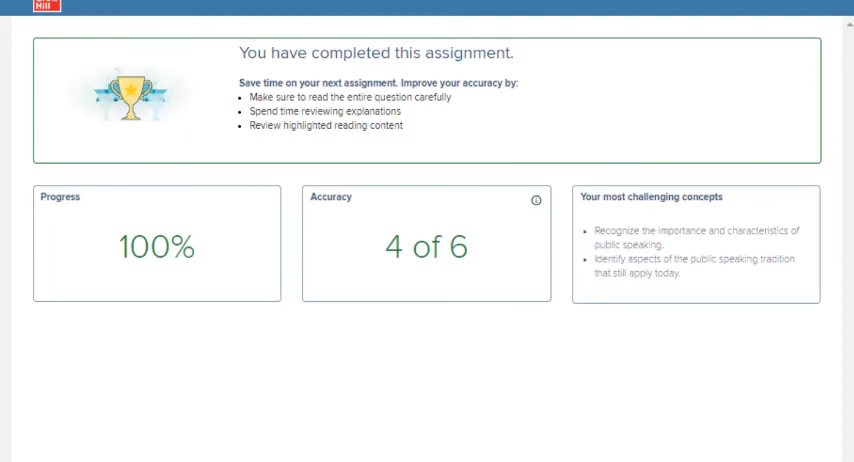 Hill
You have completed this assignment.
Save time on your next assignment. Improve your accuracy by:
• Make sure to read the entire question carefully
• Spend time reviewing explanations
• Review highlighted reading content
Progress
100%
Accuracy
4 of 6
Your most challenging concepts
• Recognize the importance and characteristics of
public speaking.
• Identify aspects of the public speaking tradition
that still apply today.